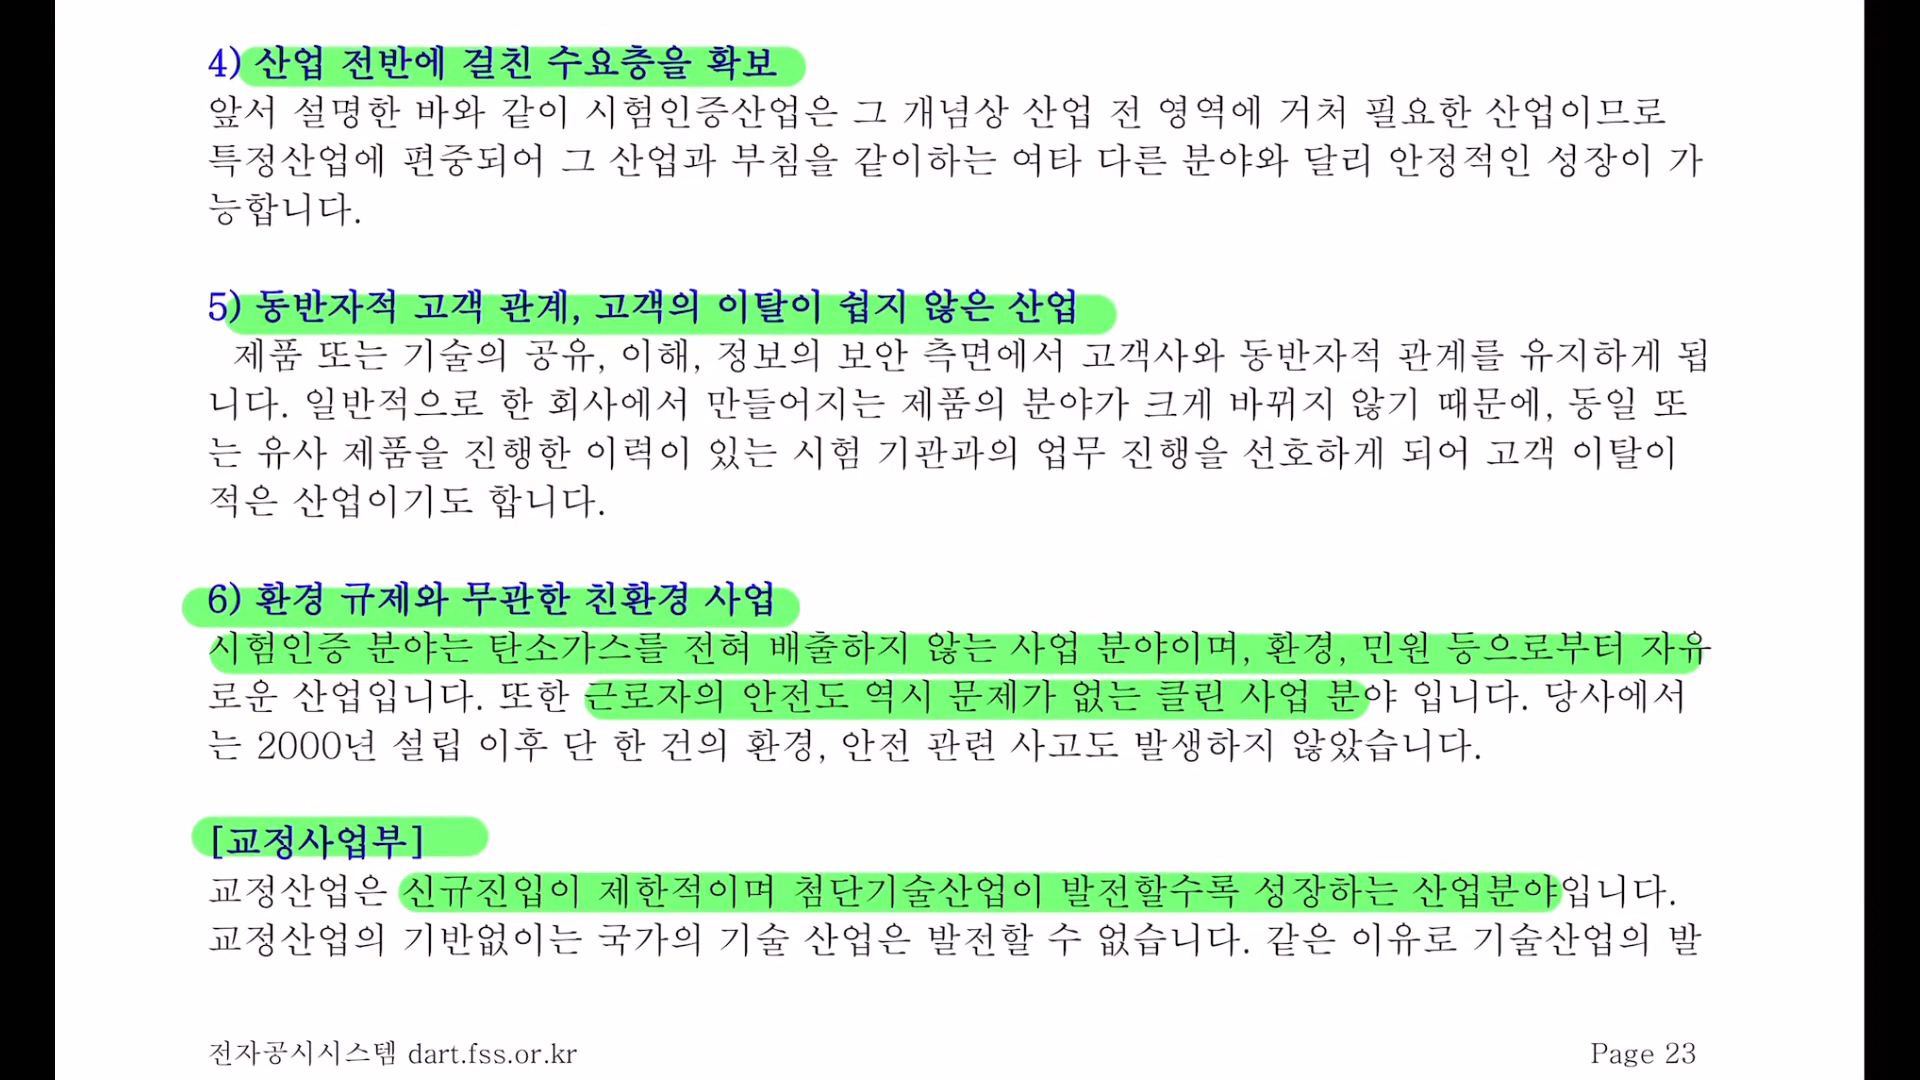 4) 산업 전반에 걸친 수요층을 확보
앞서 설명한 바와 같이 시험인증산업은 그 개념상 산업 전 영역에 거처 필요한 산업이므로
특정산업에 편중되어 그 산업과 부침을 같이하는 여타 다른 분야와 달리 안정적인 성장이 가
능합니다.
5) 동반자적 고객 관계, 고객의 이탈이 쉽지 않은 산업
제품 또는 기술의 공유, 이해, 정보의 보안 측면에서 고객사와 동반자적 관계를 유지하게 됩
니다. 일반적으로 한 회사에서 만들어지는 제품의 분야가 크게 바뀌지 않기 때문에, 동일 또
는 유사 제품을 진행한 이력이 있는 시험 기관과의 업무 진행을 선호하게 되어 고객 이탈이
적은 산업이기도 합니다.
6) 환경 규제와 무관한 친환경 사업
시험인증 분야는 탄소가스를 전혀 배출하지 않는 사업 분야이며, 환경, 민원 등으로부터 자유
로운 산업입니다. 또한 근로자의 안전도 역시 문제가 없는 클린 사업 분야 입니다. 당사에서
는 2000년 설립 이후 단 한 건의 환경, 안전 관련 사고도 발생하지 않았습니다.
[교정사업부]
교정산업은 신규진입이 제한적이며 첨단기술산업이 발전할수록 성장하는 산업분야입니다.
교정산업의 기반없이는 국가의 기술 산업은 발전할 수 없습니다. 같은 이유로 기술산업의 발
전자공시시스템 dart.fss.or.kr
Page 23